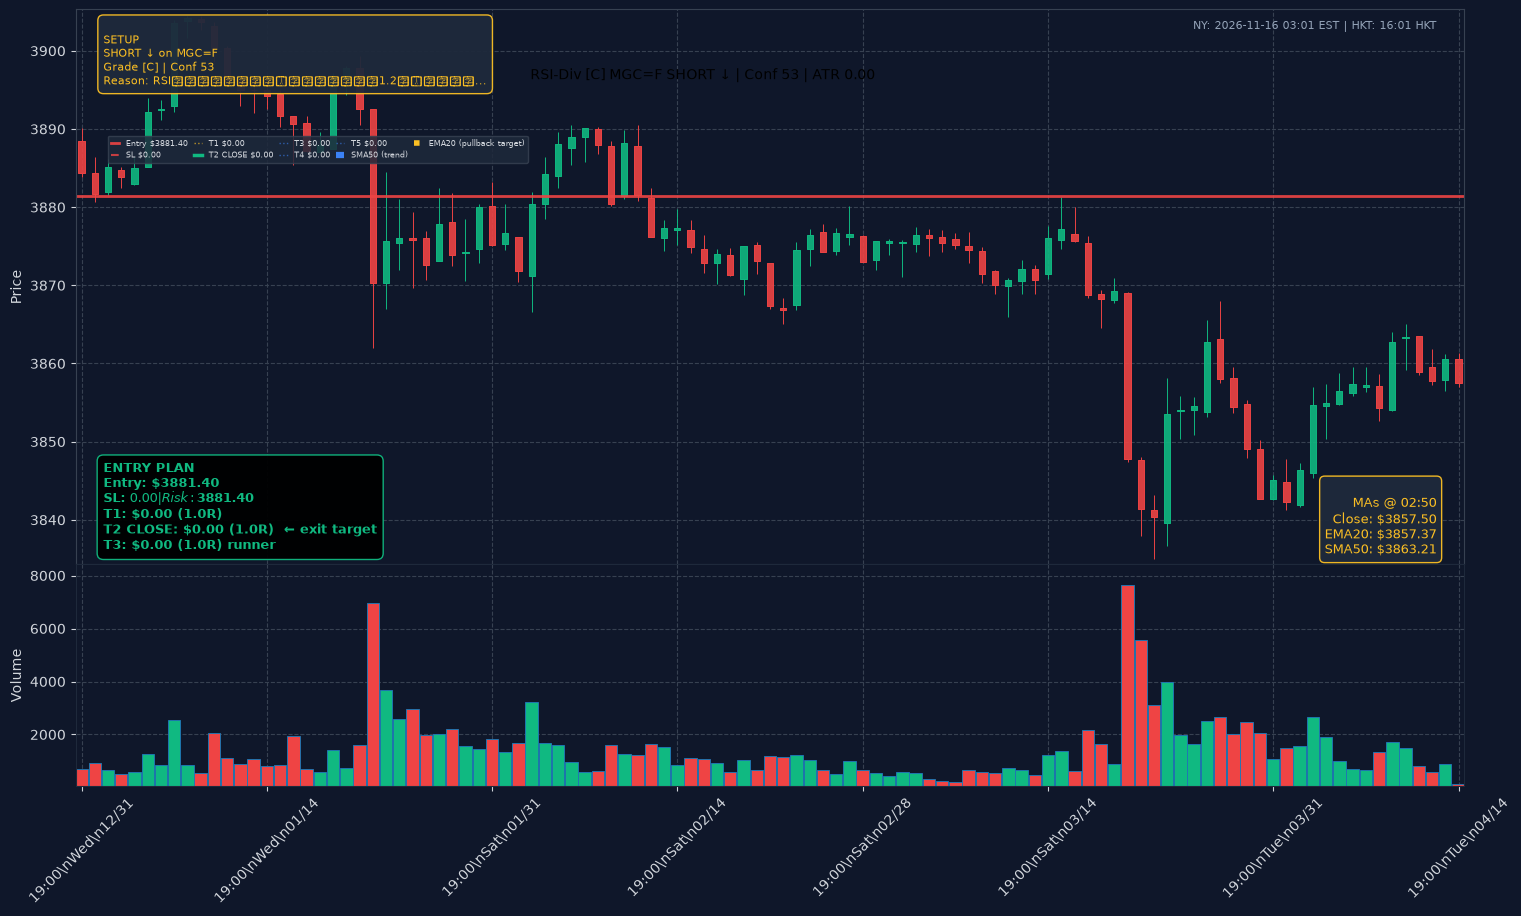 NY: 2026-11-16 03:01 EST | HKT: 16:01 HKT
SETUP
SHORT ↓ on MGC=F
Grade [C] | Conf 53
Reason: RSI 1.2 ...
RSI-Div [C] MGC=F SHORT ↓ | Conf 53 | ATR 0.00
Entry $3881.40
SL $0.00
T1 $0.00
T2 CLOSE $0.00
T3 $0.00
T4 $0.00
T5 $0.00
SMA50 (trend)
EMA20 (pullback target)
Price
3900
3890
3880
3870
3860
3850
3840
ENTRY PLAN
Entry: $3881.40
SL: 0.00|Risk:3881.40
T1: $0.00 (1.0R)
T2 CLOSE: $0.00 (1.0R) ← exit target
T3: $0.00 (1.0R) runner
MAs @ 02:50
Close: $3857.50
EMA20: $3857.37
SMA50: $3863.21
Volume
8000
6000
4000
2000
19:00\nWed\n12/31
19:00\nWed\n01/14
19:00\nSat\n01/31
19:00\nSat\n02/14
19:00\nSat\n02/28
19:00\nSat\n03/14
19:00\nTue\n03/31
19:00\nTue\n04/14